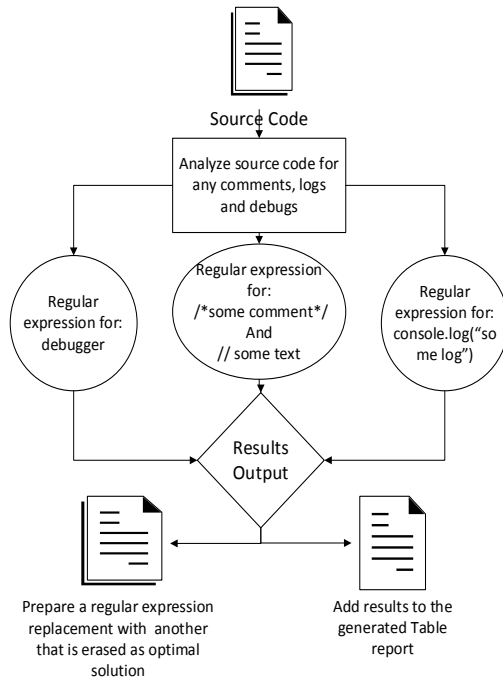 Source Code
Analyze source code for
any comments, logs
and debugs
Regular
expression for:
debugger
Regular expression
for:
/*some comment*/
And
// some text
Regular
expression for:
console.log(“so
me log”)
Results
Output
Prepare a regular expression
replacement with another
that is erased as optimal
solution
Add results to the
generated Table
report